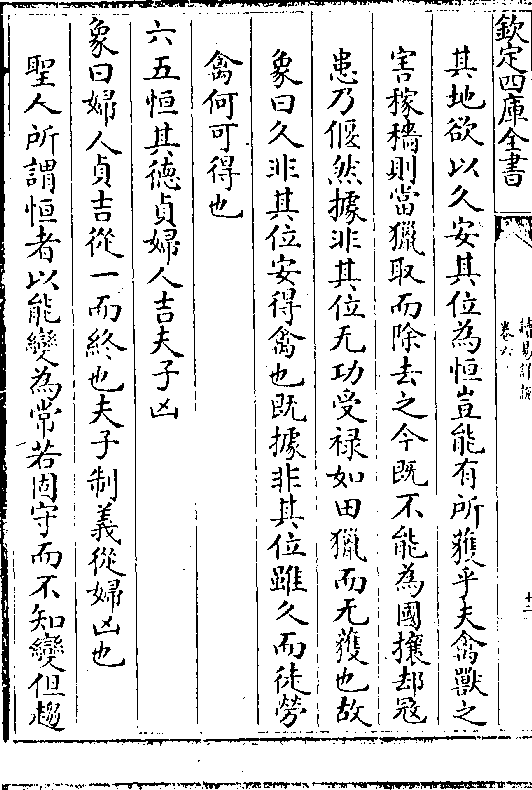 欽定四庫全書
卷六
其地欲以久安其位為恒豈能有所獲乎夫禽獸之
害稼穡則當獵取而除去之今既不能為國攘却寇
患乃偃然據非其位无功受禄如田獵而无獲也故
象曰久非其位安得禽也既據非其位雖久而徒勞
禽何可得也
六五恒其德貞婦人吉夫子凶
象曰婦人貞吉從一而終也夫子制義從婦凶也
聖人所謂恒者以能變為常若固守而不知變但趨